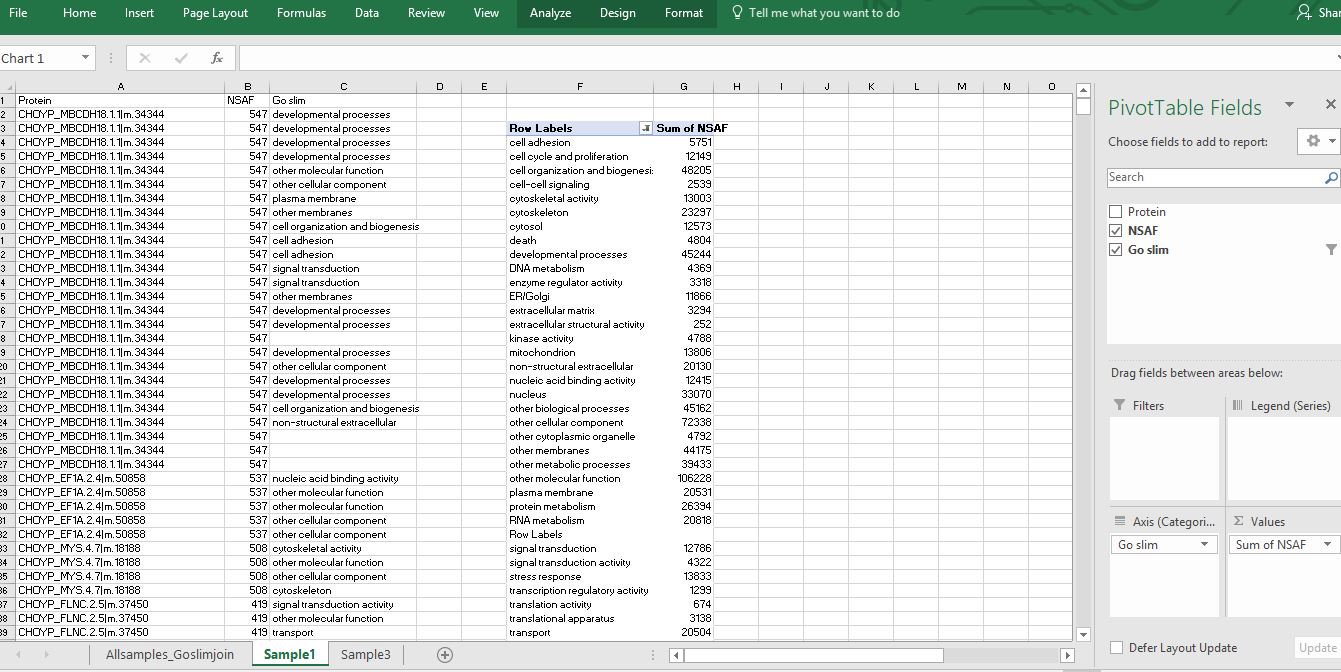 File Home Insert Page Layout Formulas Data Review View Analyze Design Format Tell me what you want to do Shar
Chart 1 fx
A B C D E F G H I J K L M N O
1 Protein NSAF Go slim
2 CHOYP_MBCDH18.1.1|m.34344 547 developmental processes
3 CHOYP_MBCDH18.1.1|m.34344 547 developmental processes Row Labels Sum of NSAF
4 CHOYP_MBCDH18.1.1|m.34344 547 developmental processes cell adhesion 5751
5 CHOYP_MBCDH18.1.1|m.34344 547 developmental processes cell cycle and proliferation 12149
6 CHOYP_MBCDH18.1.1|m.34344 547 other molecular function cell organization and biogenesi: 48205
7 CHOYP_MBCDH18.1.1|m.34344 547 other cellular component cell-cell signaling 2539
8 CHOYP_MBCDH18.1.1|m.34344 547 plasma membrane cytoskeletal activity 13003
9 CHOYP_MBCDH18.1.1|m.34344 547 other membranes cytoskeleton 23297
0 CHOYP_MBCDH18.1.1|m.34344 547 cell organization and biogenesis cytosol 12573
1 CHOYP_MBCDH18.1.1|m.34344 547 cell adhesion death 4804
2 CHOYP_MBCDH18.1.1|m.34344 547 cell adhesion developmental processes 45244
3 CHOYP_MBCDH18.1.1|m.34344 547 signal transduction DNA metabolism 4369
4 CHOYP_MBCDH18.1.1|m.34344 547 signal transduction enzyme regulator activity 3318
5 CHOYP_MBCDH18.1.1|m.34344 547 other membranes ER/Golgi 11866
6 CHOYP_MBCDH18.1.1|m.34344 547 developmental processes extracellular matrix 3294
7 CHOYP_MBCDH18.1.1|m.34344 547 developmental processes extracellular structural activity 252
8 CHOYP_MBCDH18.1.1|m.34344 547 kinase activity 4788
9 CHOYP_MBCDH18.1.1|m.34344 547 developmental processes mitochondrion 13806
20 CHOYP_MBCDH18.1.1|m.34344 547 other cellular component non-structural extracellular 20130
21 CHOYP_MBCDH18.1.1|m.34344 547 developmental processes nucleic acid binding activity 12415
22 CHOYP_MBCDH18.1.1|m.34344 547 developmental processes nucleus 33070
23 CHOYP_MBCDH18.1.1|m.34344 547 cell organization and biogenesis other biological processes 45162
24 CHOYP_MBCDH18.1.1|m.34344 547 non-structural extracellular other cellular component 72338
25 CHOYP_MBCDH18.1.1|m.34344 547 other cytoplasmic organelle 4792
26 CHOYP_MBCDH18.1.1|m.34344 547 other membranes 44175
27 CHOYP_MBCDH18.1.1|m.34344 547 other metabolic processes 39433
28 CHOYP_EF1A.2.4|m.50858 537 nucleic acid binding activity other molecular function 106228
29 CHOYP_EF1A.2.4|m.50858 537 other molecular function plasma membrane 20531
30 CHOYP_EF1A.2.4|m.50858 537 other molecular function protein metabolism 26394
31 CHOYP_EF1A.2.4|m.50858 537 other cellular component RNA metabolism 20818
32 CHOYP_EF1A.2.4|m.50858 537 other cellular component Row Labels
33 CHOYP_MYS.4.7|m.18188 508 cytoskeletal activity signal transduction 12786
34 CHOYP_MYS.4.7|m.18188 508 other molecular function signal transduction activity 4322
35 CHOYP_MYS.4.7|m.18188 508 other cellular component stress response 13833
36 CHOYP_MYS.4.7|m.18188 508 cytoskeleton transcription regulatory activity 1299
37 CHOYP_FLNC.2.5|m.37450 419 signal transduction activity translation activity 674
38 CHOYP_FLNC.2.5|m.37450 419 other molecular function translational apparatus 3138
39 CHOYP_FLNC.2.5|m.37450 419 transport transport 20504
Allsamples_Goslimjoin Sample1 Sample3
PivotTable Fields
Choose fields to add to report:
Search
Protein
NSAF
Go slim
Drag fields between areas below:
Filters Legend (Series)
Axis (Categori... Σ Values
Go slim Sum of NSAF
Defer Layout Update Update